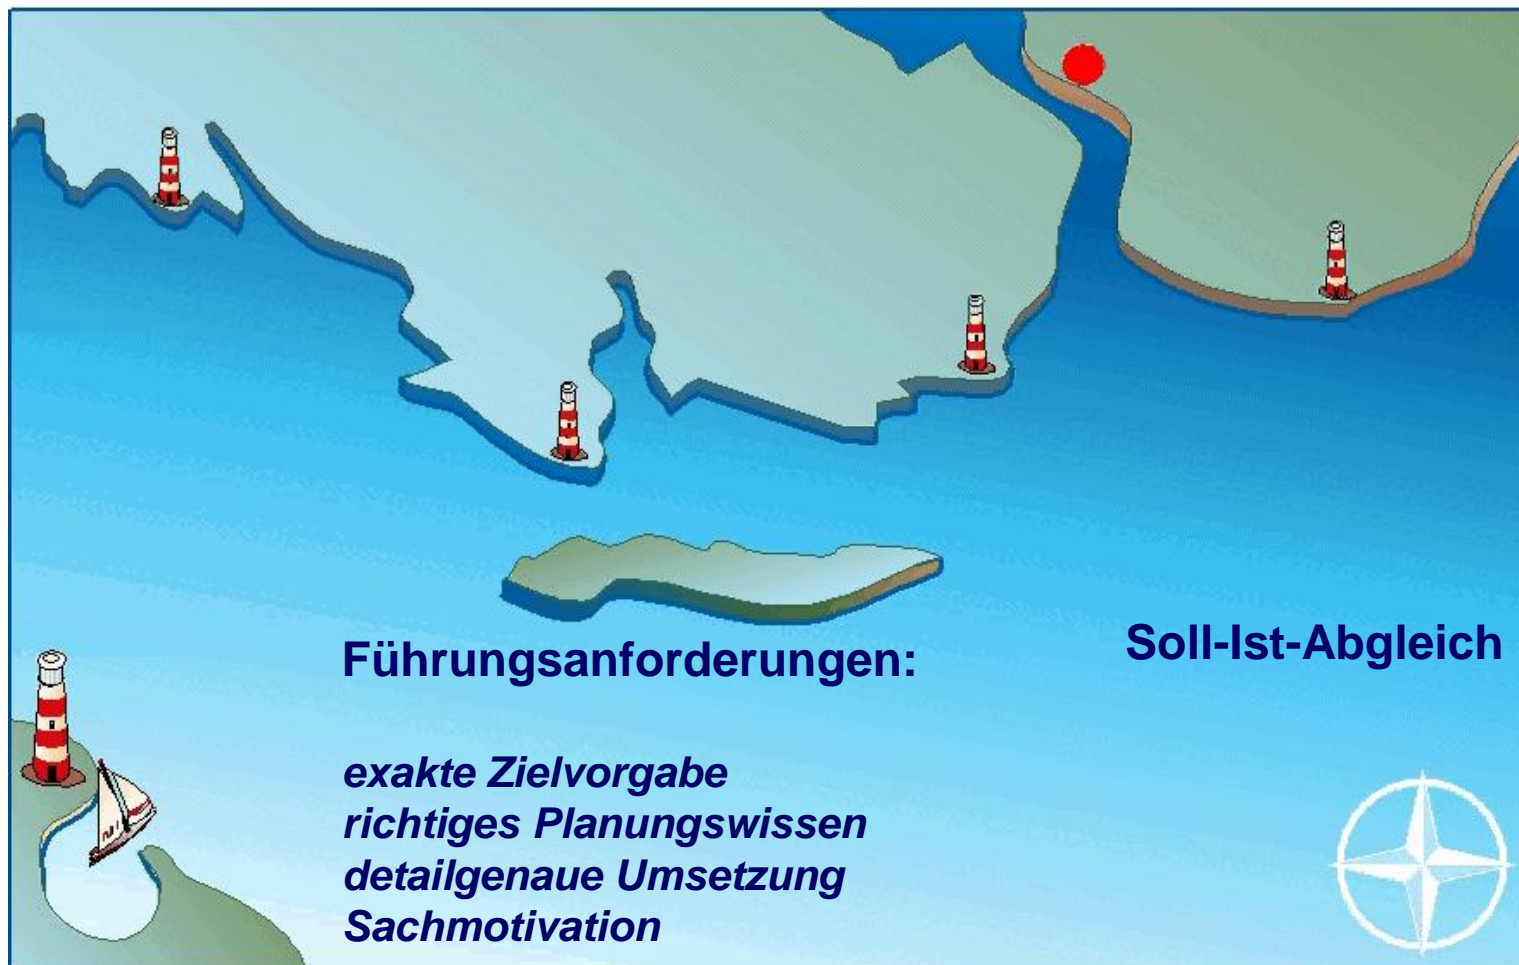 Führungsanforderungen:
Soll-Ist-Abgleich
exakte Zielvorgabe
richtiges Planungswissen
detailgenaue Umsetzung
Sachmotivation